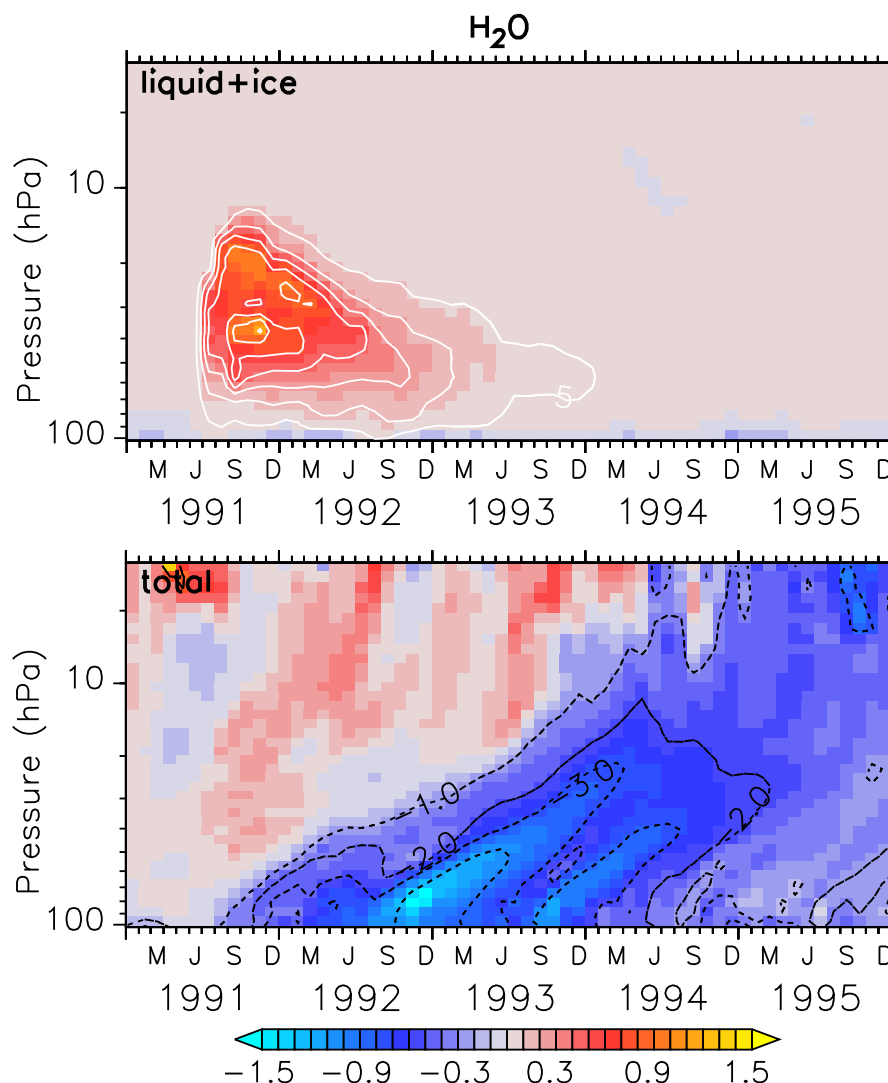 H2O
liquid+ice
Pressure (hPa)
10
100
5
M J S D M J S D M J S D M J S D M J S D
1991 1992 1993 1994 1995
total
Pressure (hPa)
10
100
1.0
2.0
3.0
2.0
M J S D M J S D M J S D M J S D M J S D
1991 1992 1993 1994 1995
−1.5 −0.9 −0.3 0.3 0.9 1.5